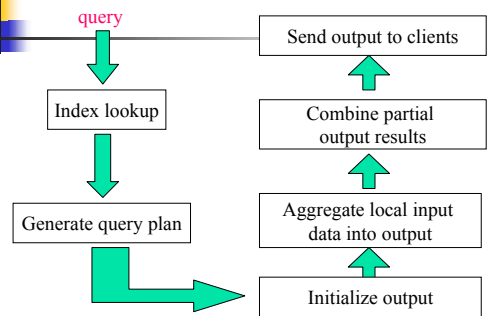 query
Index lookup
Generate query plan
Initialize output
Aggregate local input
data into output
Combine partial
output results
Send output to clients